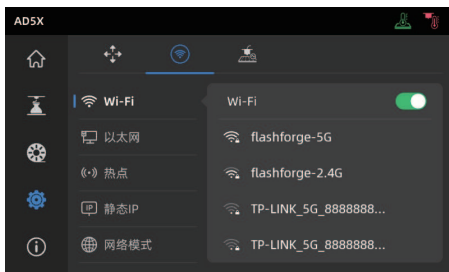 AD5X
Wi-Fi
以太网
热点
IP 静态IP
网络模式
Wi-Fi
flashforge-5G
flashforge-2.4G
TP-LINK_5G_8888888...
TP-LINK_5G_8888888...